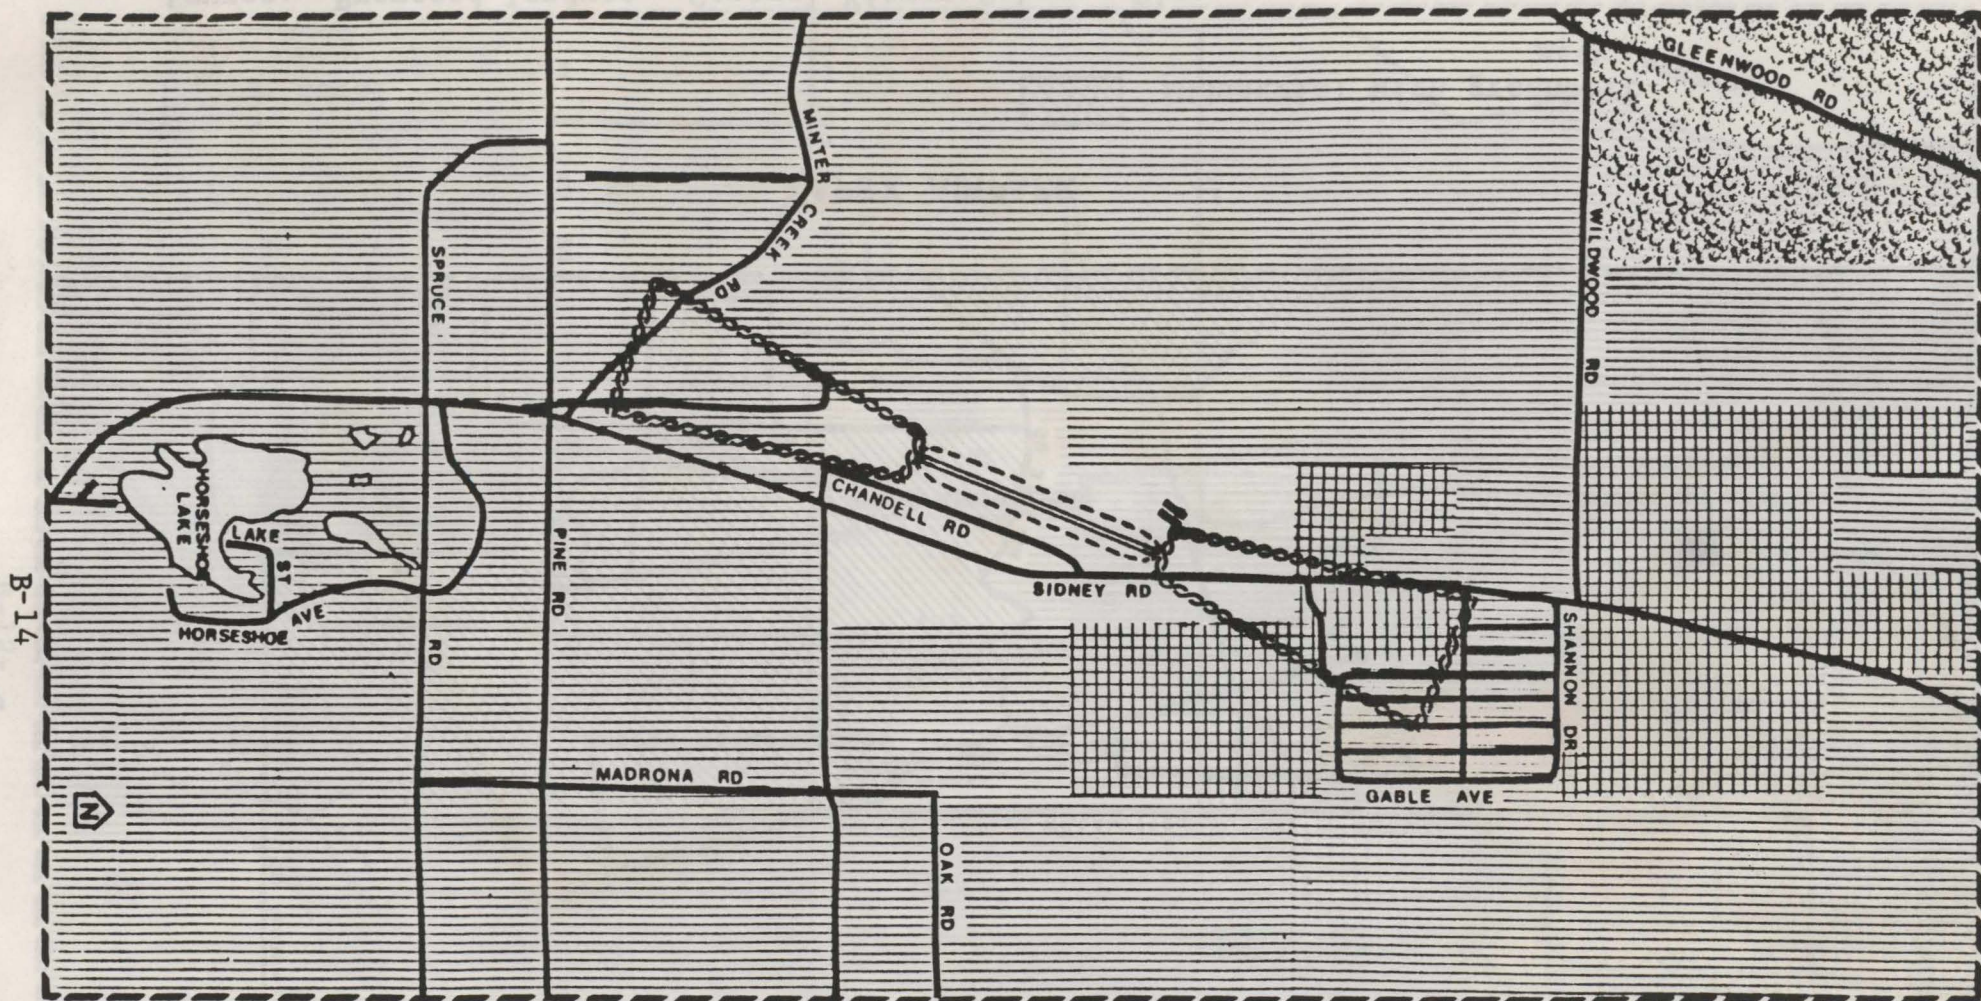 GLEENWOOD RD
MINTER CREEK RD
WILDWOOD RD
SPRUCE RD
HORSESHOE LAKE
LAKE ST
HORSESHOE AVE
PINE RD
CHANDELL RD
SIDNEY RD
SHANNON DR
MADRONA RD
GABLE AVE
OAK RD
N
B-14